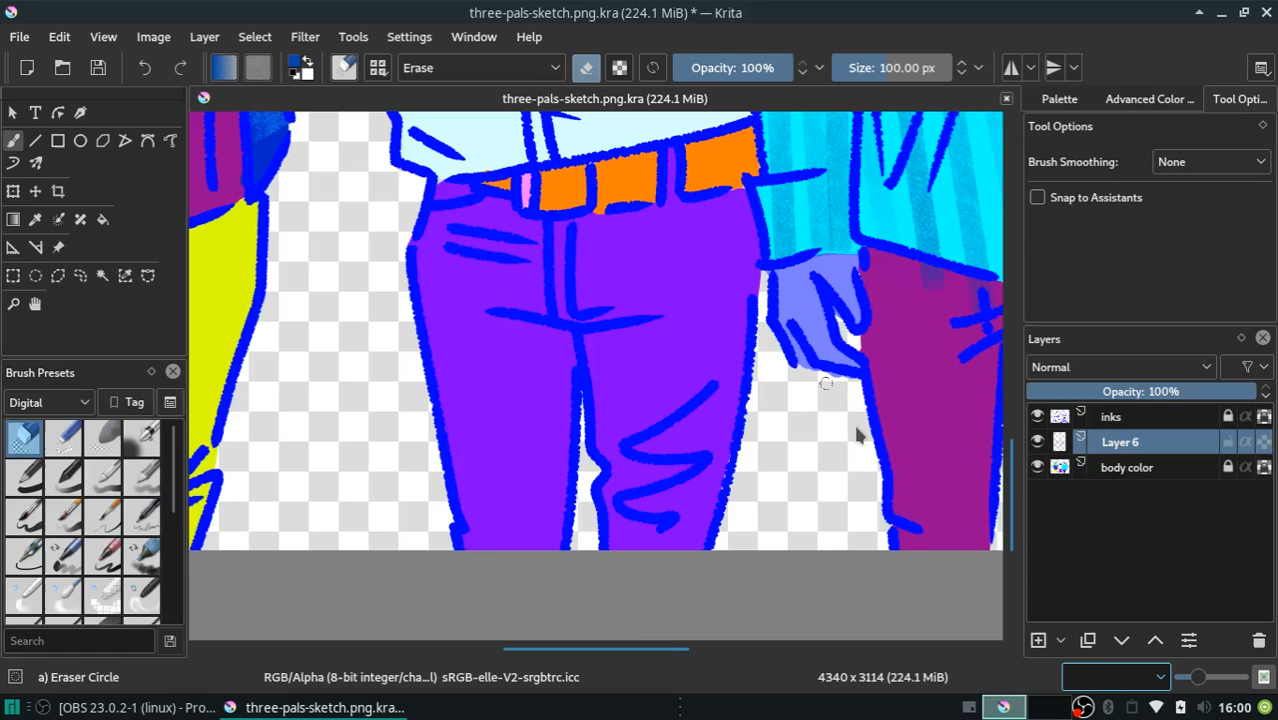 three-pals-sketch.png.kra (224.1 MiB) * — Krita
File Edit View Image Layer Select Filter Tools Settings Window Help
Erase Opacity: 100% Size: 100.00 px
three-pals-sketch.png.kra (224.1 MiB)
Palette Advanced Color ... Tool Opti...
Tool Options
Brush Smoothing: None
Snap to Assistants
Layers
Normal
Opacity: 100%
inks
Layer 6
body color
Brush Presets
Digital Tag
Search
a) Eraser Circle RGB/Alpha (8-bit integer/cha...l) sRGB-elle-V2-srgbtrc.icc 4340 x 3114 (224.1 MiB)
[OBS 23.0.2-1 (linux) - Pro... three-pals-sketch.png.kra... 16:00